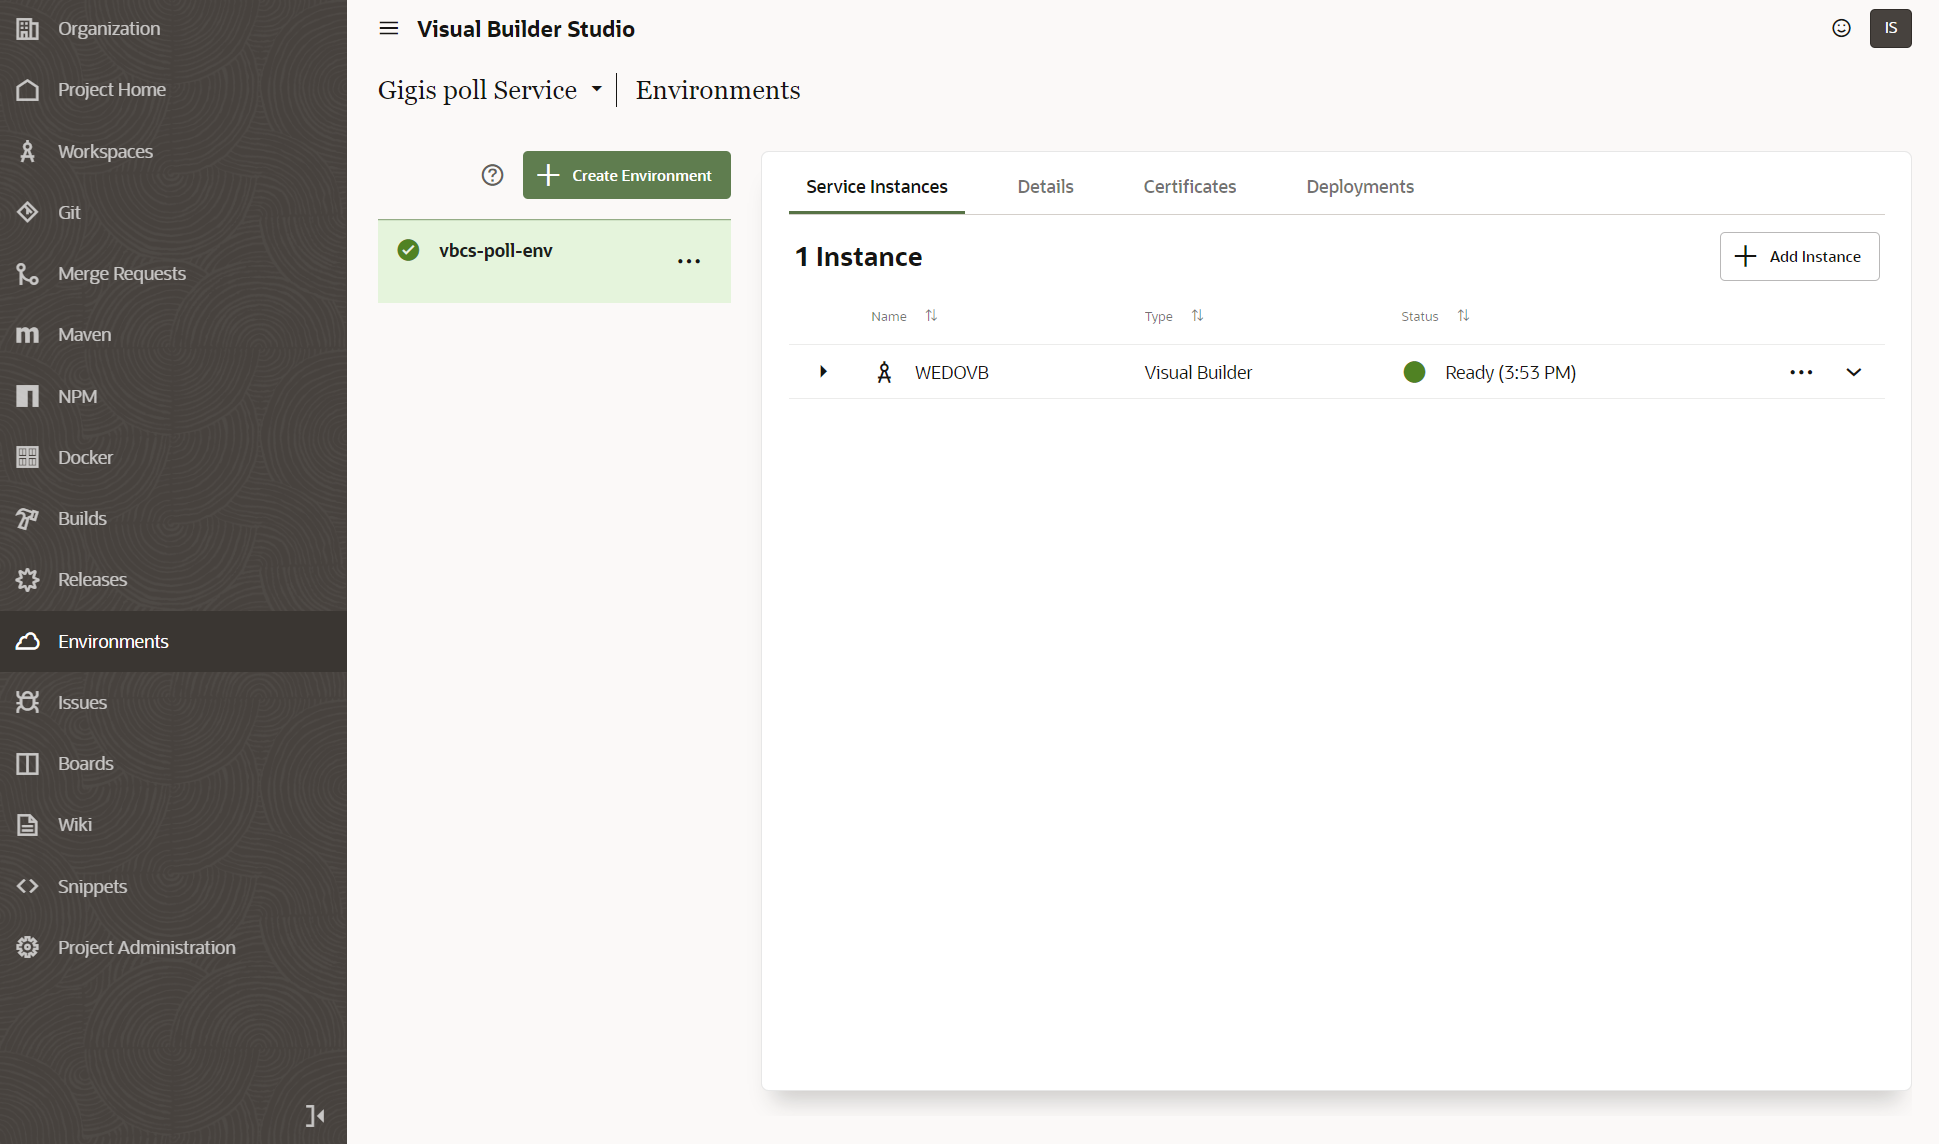 Organization
Project Home
Workspaces
Git
Merge Requests
Maven
NPM
Docker
Builds
Releases
Environments
Issues
Boards
Wiki
Snippets
Project Administration
Visual Builder Studio
IS
Gigis poll Service
Environments
Create Environment
vbcs-poll-env
Service Instances
Details
Certificates
Deployments
1 Instance
Add Instance
Name
Type
Status
WEDOVB
Visual Builder
Ready (3:53 PM)